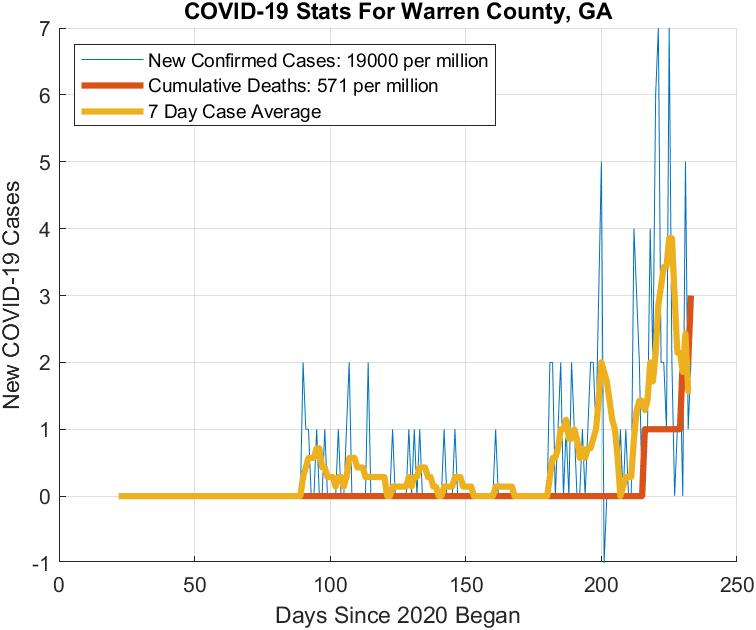 COVID-19 Stats For Warren County, GA
New Confirmed Cases: 19000 per million
Cumulative Deaths: 571 per million
7 Day Case Average
New COVID-19 Cases
7
6
5
4
3
2
1
0
-1
0 50 100 150 200 250
Days Since 2020 Began